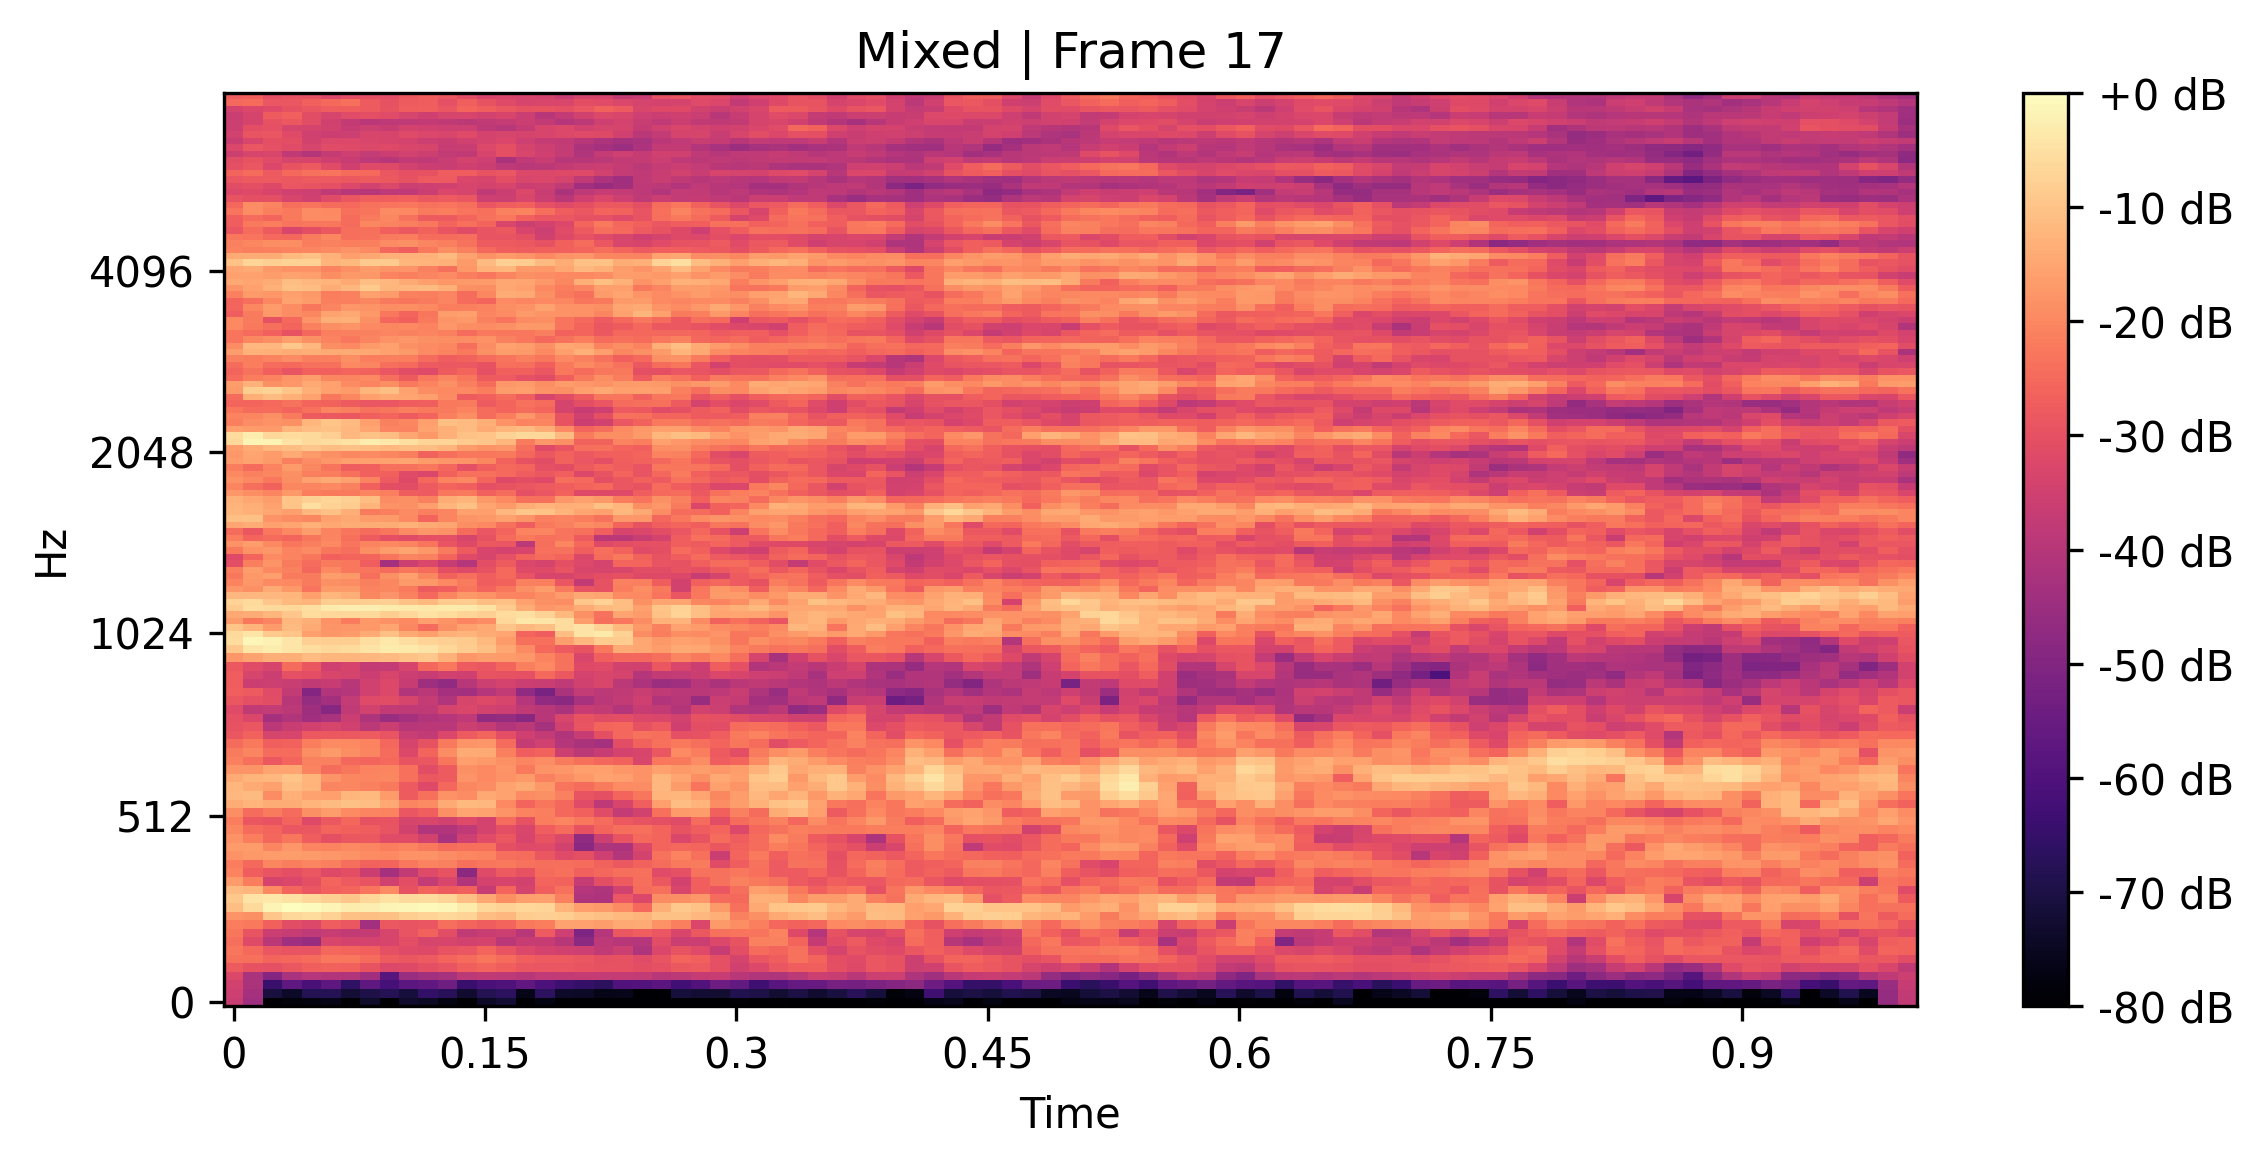 Mixed | Frame 17
Hz
4096
2048
1024
512
0
0 0.15 0.3 0.45 0.6 0.75 0.9
Time
+0 dB
-10 dB
-20 dB
-30 dB
-40 dB
-50 dB
-60 dB
-70 dB
-80 dB